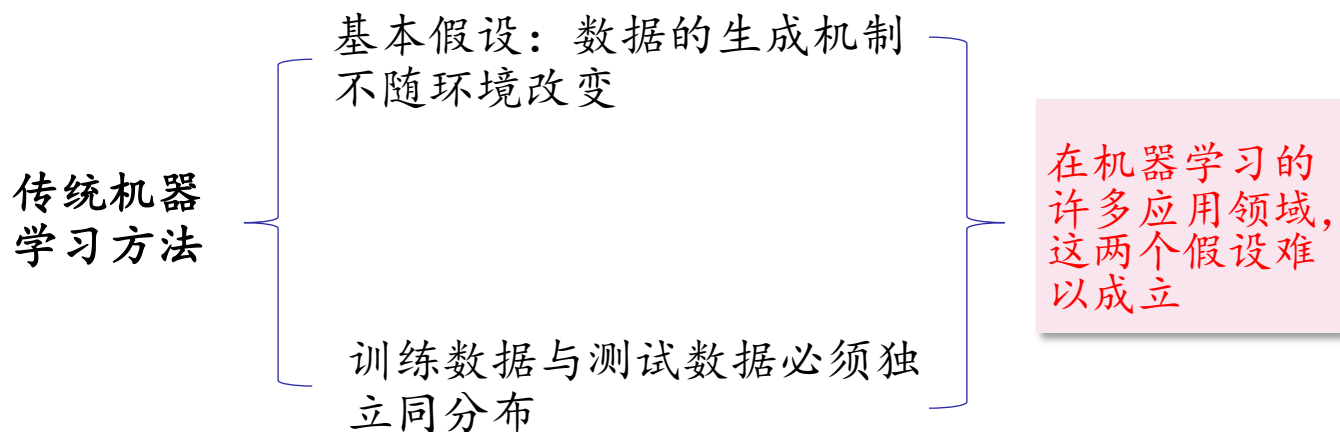 基本假设：数据的生成机制
不随环境改变
传统机器
学习方法
在机器学习的
许多应用领域，
这两个假设难
以成立
训练数据与测试数据必须独
立同分布